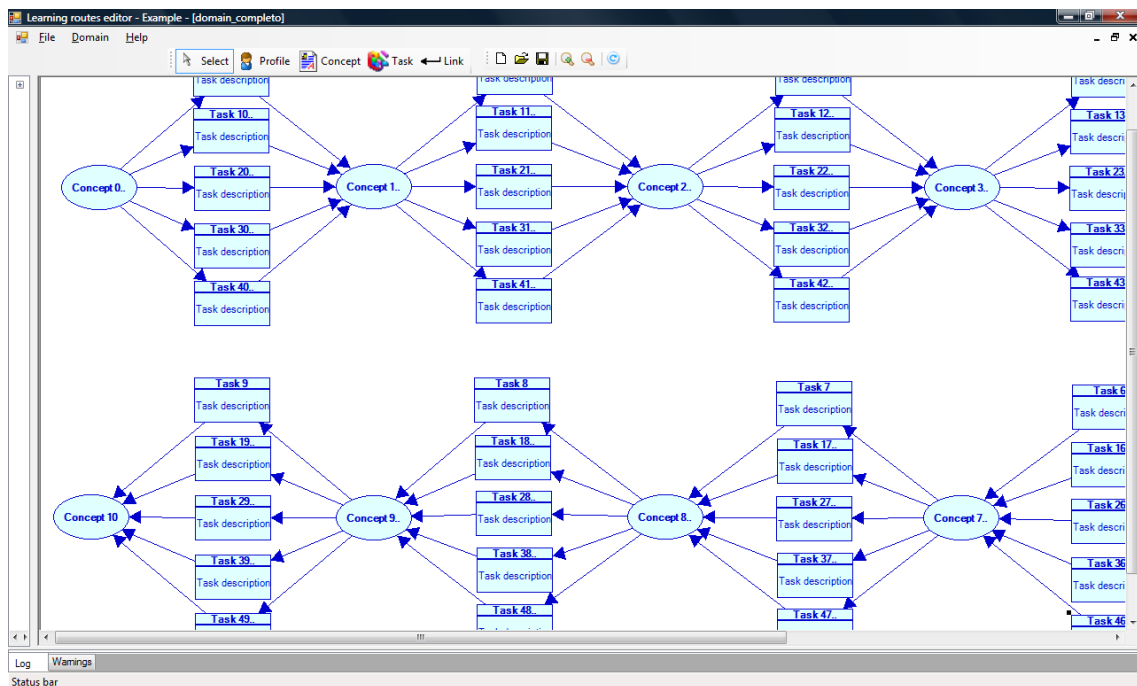 Learning routes editor - Example - [domain_completo]
File Domain Help
Select Profile Concept Task Link
Task description Task description Task description Task descri
Task 10.. Task 11.. Task 12.. Task 13
Task description Task description Task description Task descri
Task 20.. Task 21.. Task 22.. Task 23
Concept 0.. Concept 1.. Concept 2.. Concept 3..
Task description Task description Task description Task descrip
Task 30.. Task 31.. Task 32.. Task 33
Task description Task description Task description Task descri
Task 40.. Task 41.. Task 42.. Task 43
Task description Task description Task description Task descri
Task 9 Task 8 Task 7 Task 6
Task description Task description Task description Task descri
Task 19.. Task 18.. Task 17.. Task 16
Task description Task description Task description Task descri
Task 29.. Task 28.. Task 27.. Task 26
Concept 10 Concept 9.. Concept 8.. Concept 7..
Task description Task description Task description Task descri
Task 39.. Task 38.. Task 37.. Task 36
Task description Task description Task description Task descri
Task 49.. Task 48.. Task 47.. Task 46
Log Warnings
Status bar